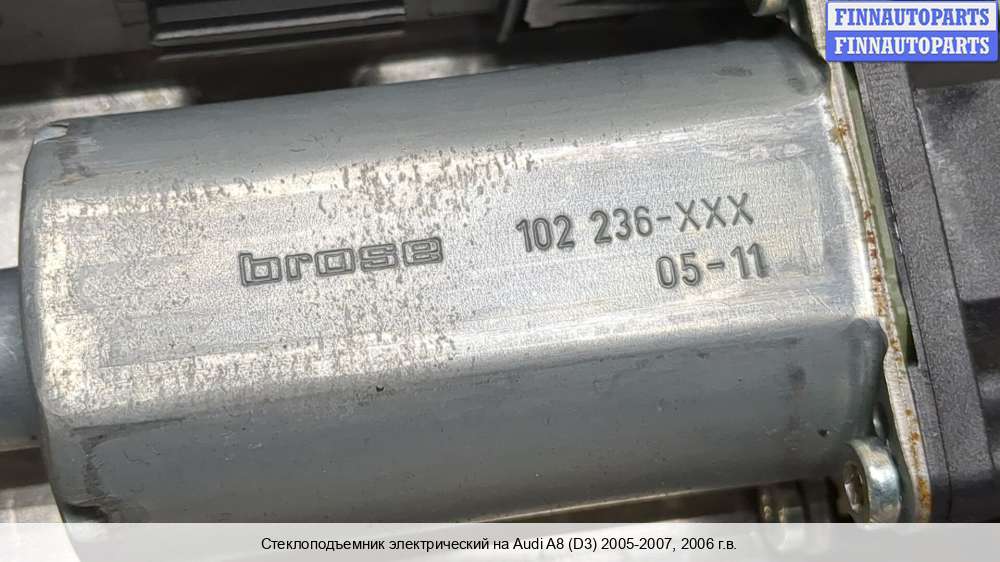 FINNAUTOPARTS
FINNAUTOPARTS
brose
102 236-XXX
05-11
Стеклоподъемник электрический на Audi A8 (D3) 2005-2007, 2006 г.в.